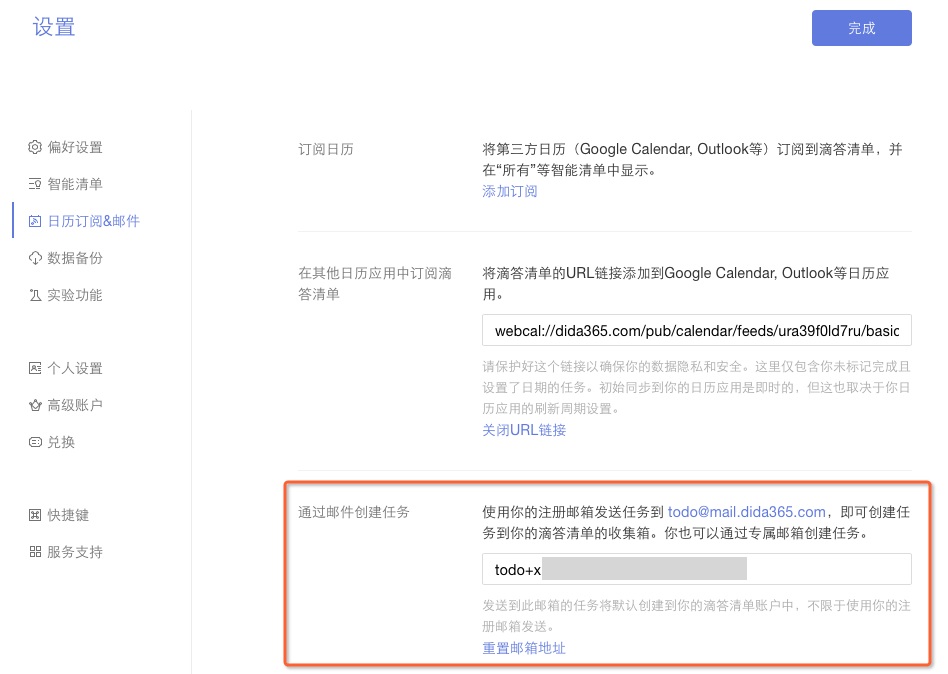 设置
完成
偏好设置
智能清单
日历订阅&邮件
数据备份
实验功能
个人设置
高级账户
兑换
快捷键
服务支持
订阅日历
将第三方日历（Google Calendar, Outlook等）订阅到滴答清单，并
在“所有”等智能清单中显示。
添加订阅
在其他日历应用中订阅滴
答清单
将滴答清单的URL链接添加到Google Calendar, Outlook等日历应
用。
webcal://dida365.com/pub/calendar/feeds/ura39f0ld7ru/basic
请保护好这个链接以确保你的数据隐私和安全。这里仅包含你未标记完成且
设置了日期的任务。初始同步到你的日历应用是即时的，但这也取决于你日
历应用的刷新周期设置。
关闭URL链接
通过邮件创建任务
使用你的注册邮箱发送任务到 todo@mail.dida365.com，即可创建任
务到你的滴答清单的收集箱。你也可以通过专属邮箱创建任务。
todo+x
发送到此邮箱的任务将默认创建到你的滴答清单账户中，不限于使用你的注
册邮箱发送。
重置邮箱地址